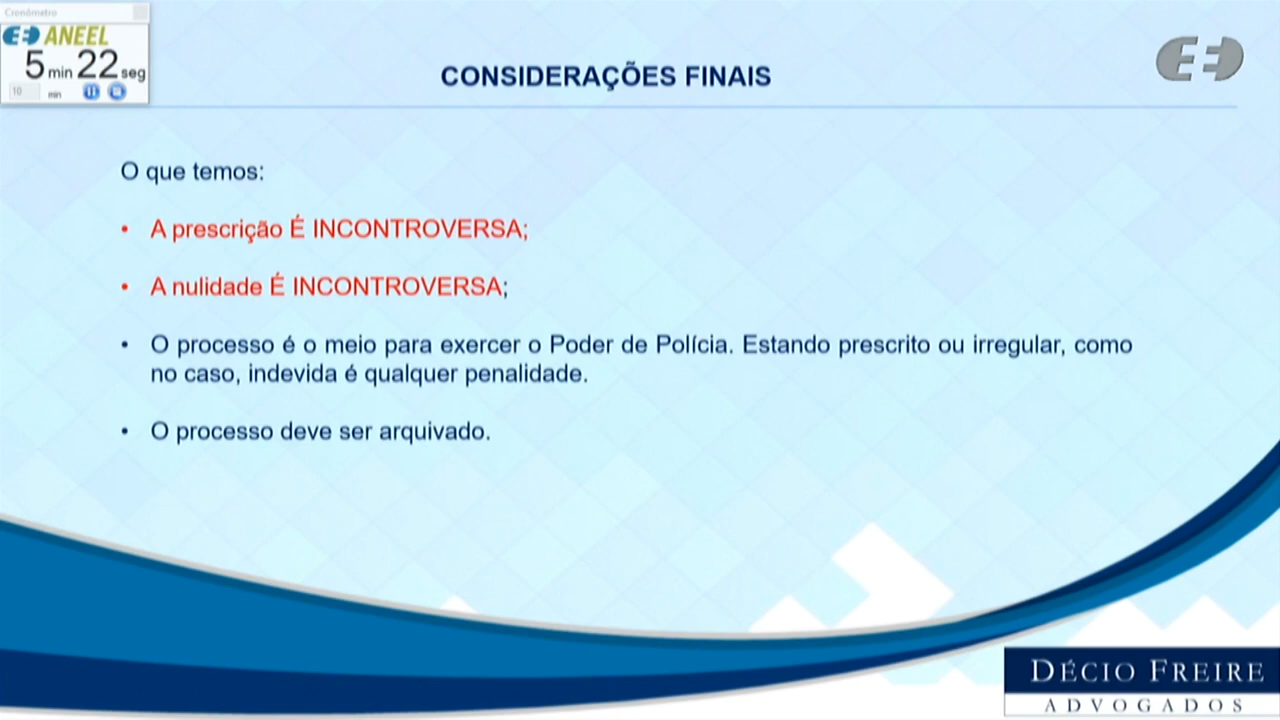 Cronômetro
ANEEL
5 min 22 seg
10 min
CONSIDERAÇÕES FINAIS
O que temos:
• A prescrição É INCONTROVERSA;
• A nulidade É INCONTROVERSA;
• O processo é o meio para exercer o Poder de Polícia. Estando prescrito ou irregular, como
no caso, indevida é qualquer penalidade.
• O processo deve ser arquivado.
DÉCIO FREIRE
ADVOGADOS